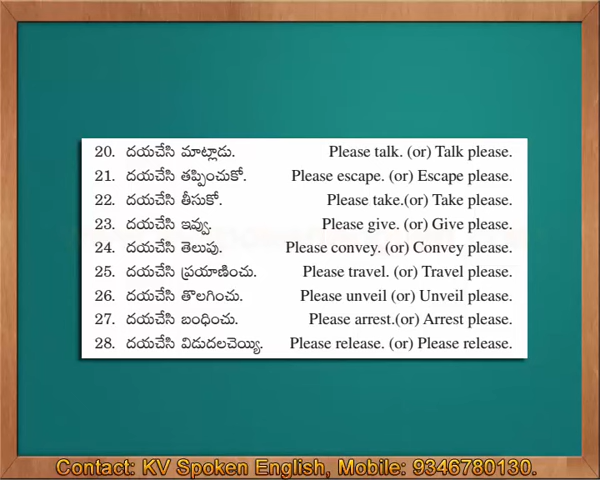 20. దయచేసి మాట్లాడు. Please talk. (or) Talk please.
21. దయచేసి తప్పించుకో. Please escape. (or) Escape please.
22. దయచేసి తీసుకో. Please take.(or) Take please.
23. దయచేసి ఇవ్వు. Please give. (or) Give please.
24. దయచేసి తెలుపు. Please convey. (or) Convey please.
25. దయచేసి ప్రయాణించు. Please travel. (or) Travel please.
26. దయచేసి తొలగించు. Please unveil (or) Unveil please.
27. దయచేసి బంధించు. Please arrest.(or) Arrest please.
28. దయచేసి విడుదలచెయ్యి. Please release. (or) Please release.
Contact: KV Spoken English, Mobile: 9346780130.